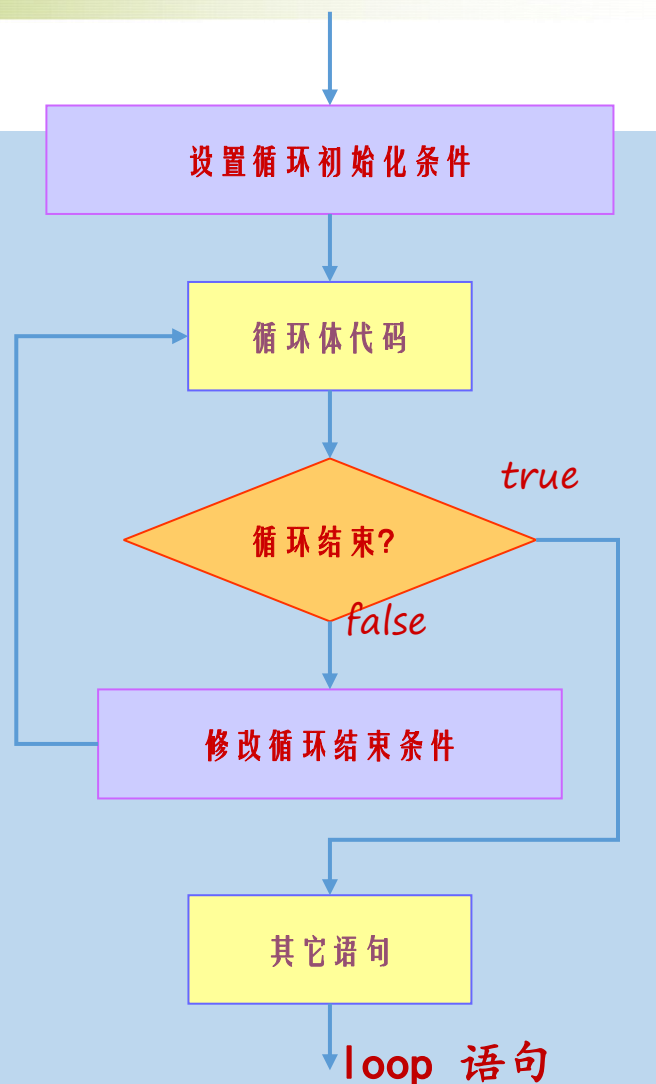 设置循环初始化条件
循环体代码
true
循环结束?
false
修改循环结束条件
其它语句
loop 语句